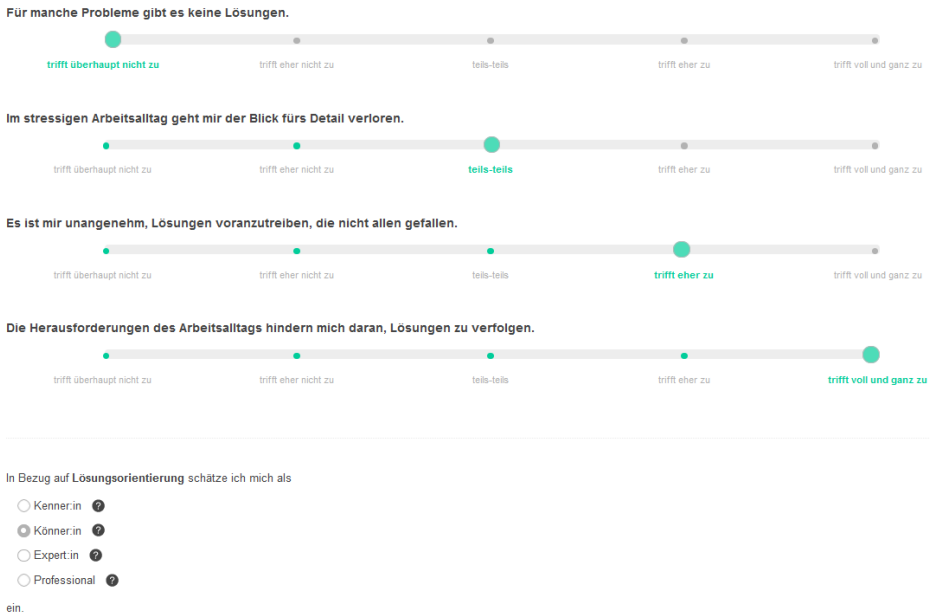 Für manche Probleme gibt es keine Lösungen.
trifft überhaupt nicht zu trifft eher nicht zu teils-teils trifft eher zu trifft voll und ganz zu
Im stressigen Arbeitsalltag geht mir der Blick fürs Detail verloren.
trifft überhaupt nicht zu trifft eher nicht zu teils-teils trifft eher zu trifft voll und ganz zu
Es ist mir unangenehm, Lösungen voranzutreiben, die nicht allen gefallen.
trifft überhaupt nicht zu trifft eher nicht zu teils-teils trifft eher zu trifft voll und ganz zu
Die Herausforderungen des Arbeitsalltags hindern mich daran, Lösungen zu verfolgen.
trifft überhaupt nicht zu trifft eher nicht zu teils-teils trifft eher zu trifft voll und ganz zu
In Bezug auf Lösungsorientierung schätze ich mich als
Kenner:in ?
Könner:in ?
Expert:in ?
Professional ?
ein.